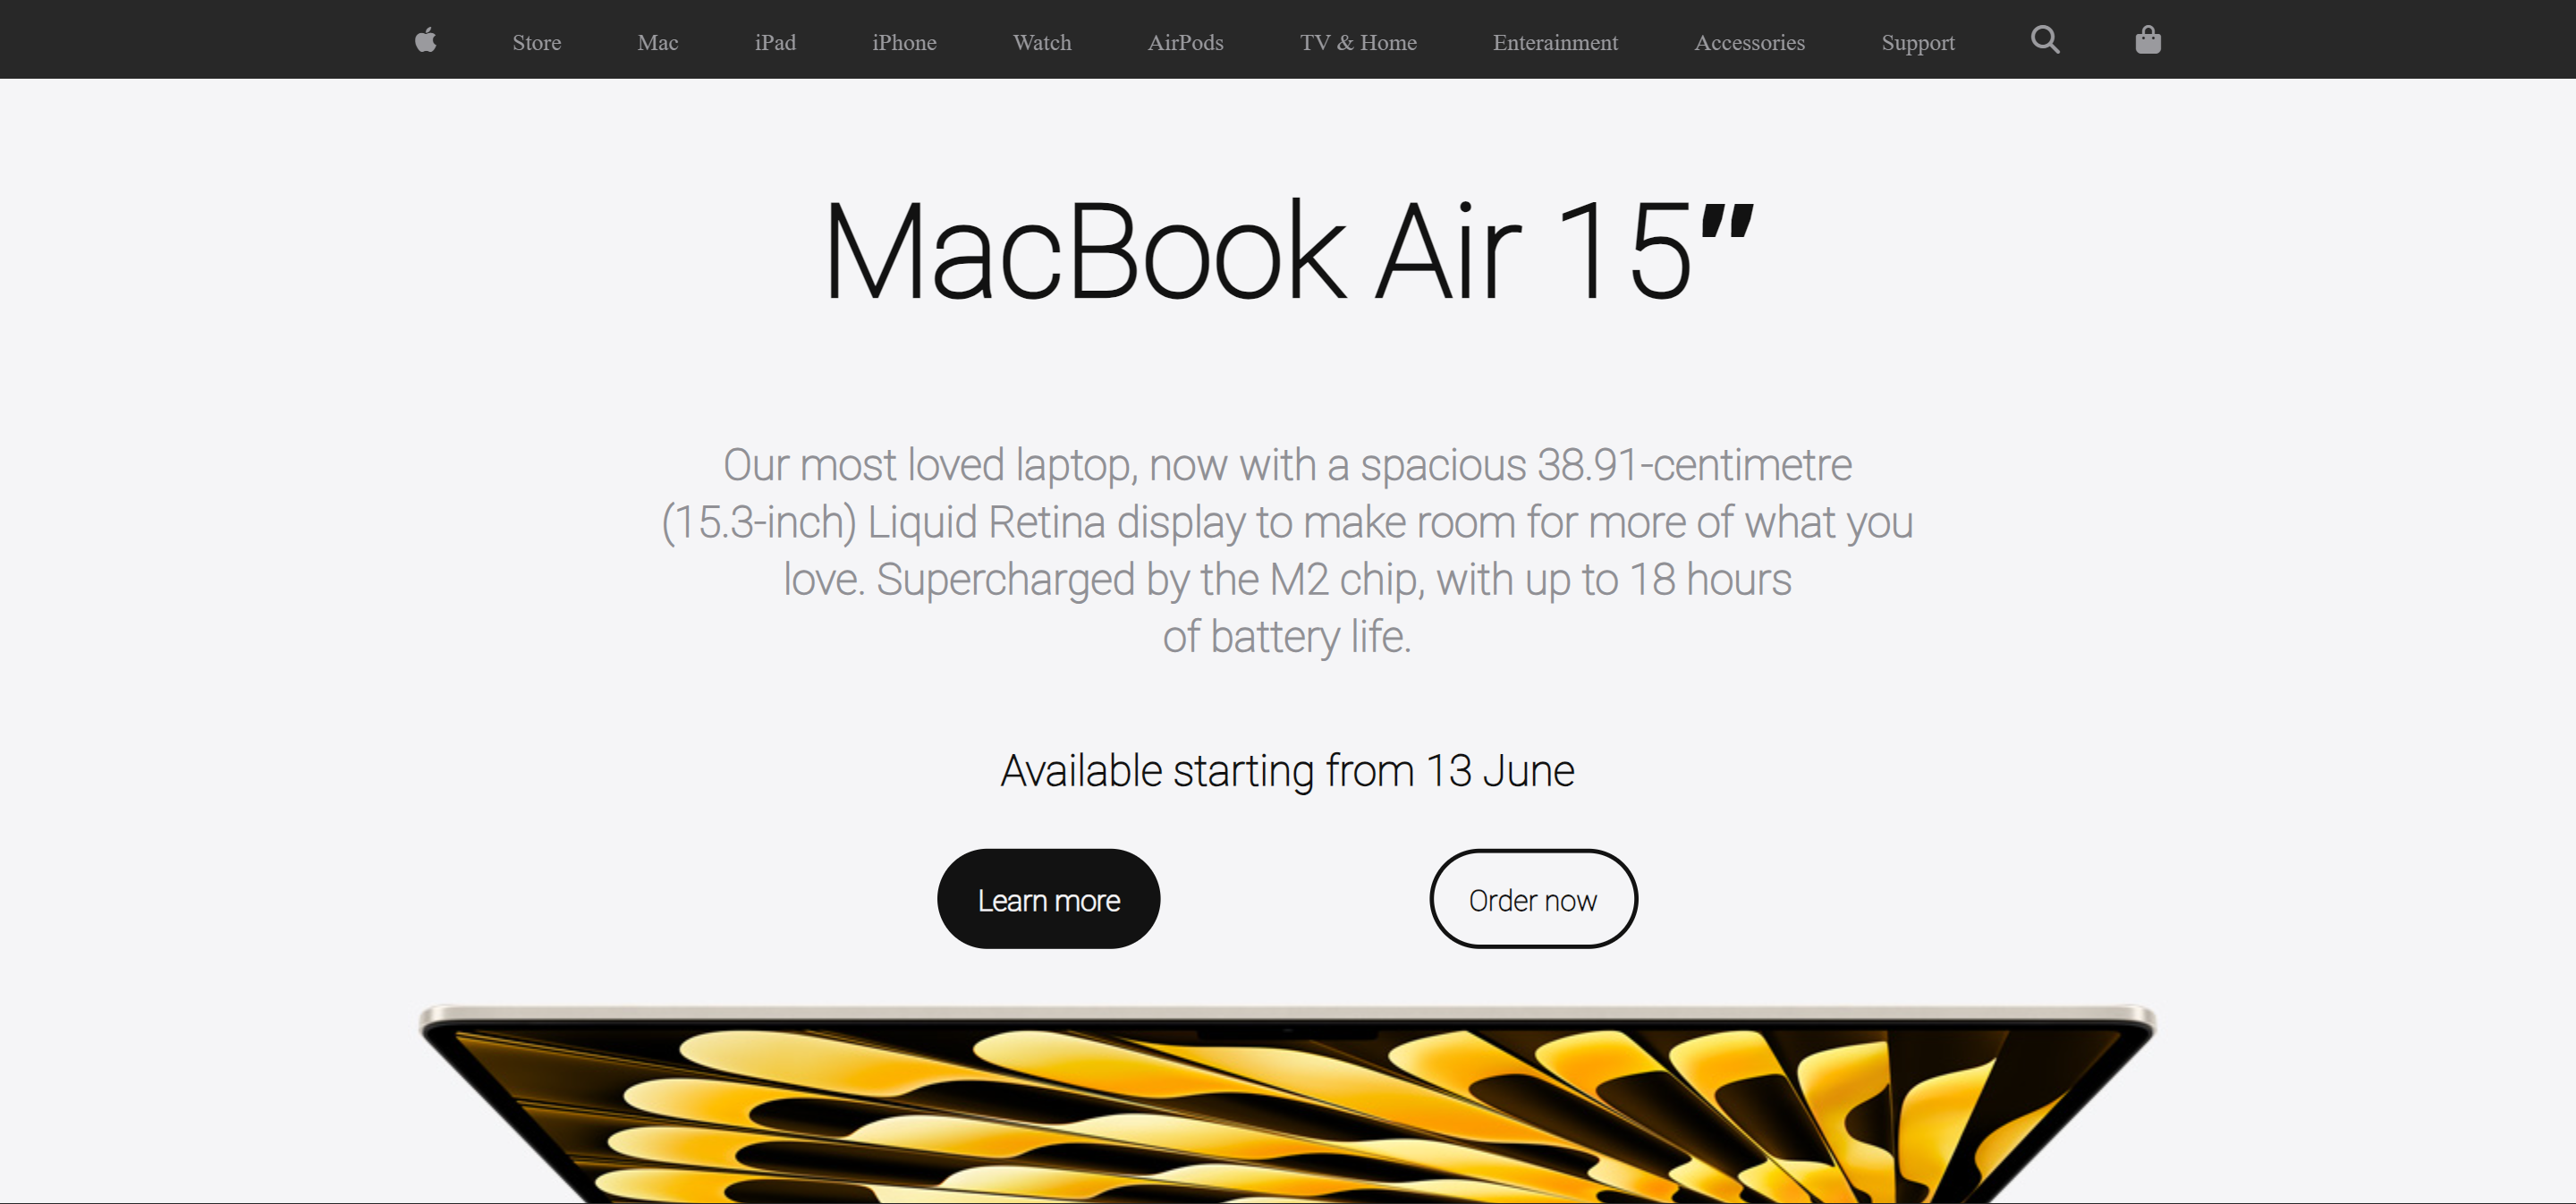 Store Mac iPad iPhone Watch AirPods TV & Home Enterainment Accessories Support
MacBook Air 15″
Our most loved laptop, now with a spacious 38.91-centimetre
(15.3-inch) Liquid Retina display to make room for more of what you
love. Supercharged by the M2 chip, with up to 18 hours
of battery life.
Available starting from 13 June
Learn more Order now